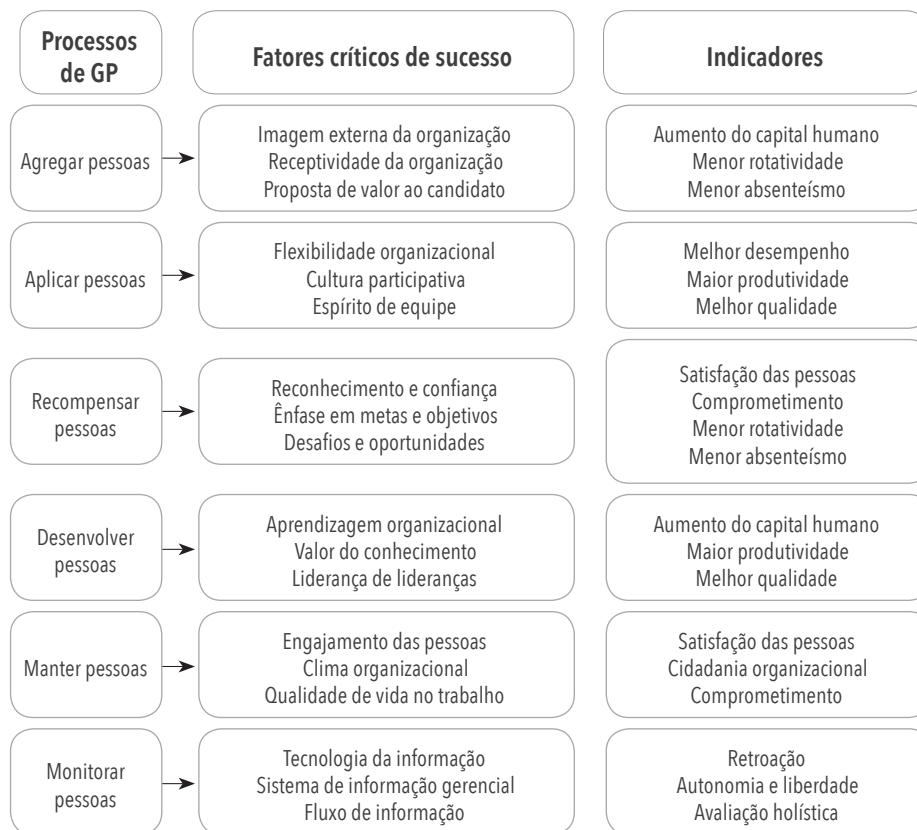 Processos
de GP
Fatores críticos de sucesso
Indicadores
Agregar pessoas
Imagem externa da organização
Receptividade da organização
Proposta de valor ao candidato
Aumento do capital humano
Menor rotatividade
Menor absenteísmo
Aplicar pessoas
Flexibilidade organizacional
Cultura participativa
Espírito de equipe
Melhor desempenho
Maior produtividade
Melhor qualidade
Recompensar
pessoas
Reconhecimento e confiança
Ênfase em metas e objetivos
Desafios e oportunidades
Satisfação das pessoas
Comprometimento
Menor rotatividade
Menor absenteísmo
Desenvolver
pessoas
Aprendizagem organizacional
Valor do conhecimento
Liderança de lideranças
Aumento do capital humano
Maior produtividade
Melhor qualidade
Manter pessoas
Engajamento das pessoas
Clima organizacional
Qualidade de vida no trabalho
Satisfação das pessoas
Cidadania organizacional
Comprometimento
Monitorar
pessoas
Tecnologia da informação
Sistema de informação gerencial
Fluxo de informação
Retroação
Autonomia e liberdade
Avaliação holística